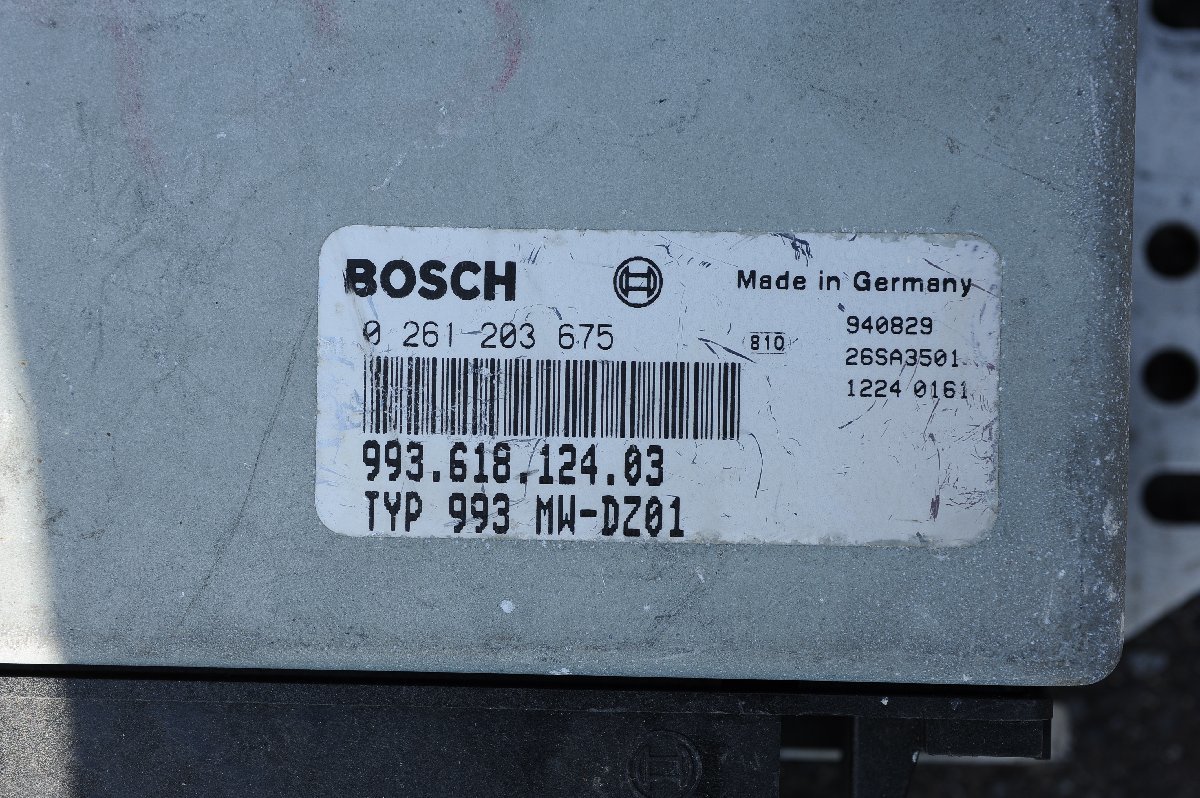 BOSCH
Made in Germany
0 261 203 675
810
940829
26SA3501
1224 0161
993.618.124.03
TYP 993 MW-DZ01